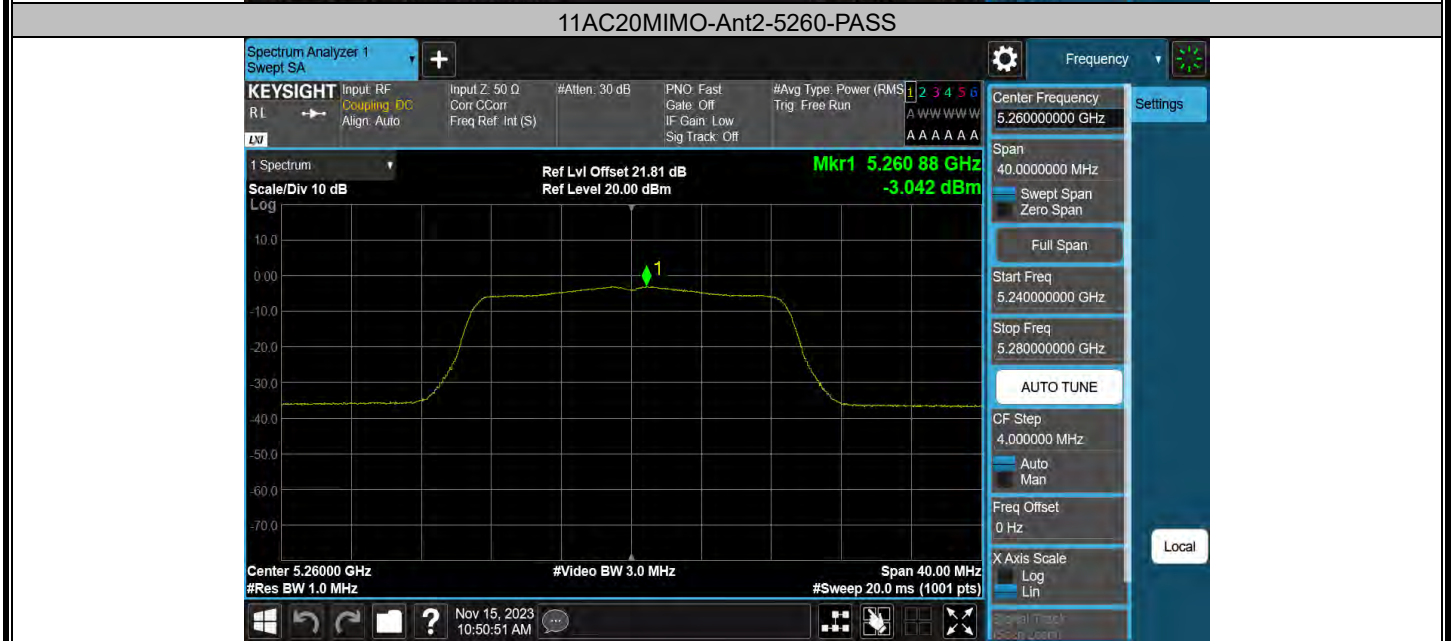 11AC20MIMO-Ant2-5260-PASS
Spectrum Analyzer 1
Swept SA
Frequency
KEYSIGHT
RL
LXI
Input: RF
Coupling: DC
Align: Auto
Input Z: 50 Ω
Corr CCorr
Freq Ref: Int (S)
#Atten: 30 dB
PNO: Fast
Gate: Off
IF Gain: Low
Sig Track: Off
#Avg Type: Power (RMS
Trig: Free Run
1 2 3 4 5 6
A W W W W W
A A A A A A
Center Frequency
5.260000000 GHz
Settings
1 Spectrum
Scale/Div 10 dB
Log
Ref Lvl Offset 21.81 dB
Ref Level 20.00 dBm
Mkr1 5.260 88 GHz
-3.042 dBm
Span
40.0000000 MHz
Swept Span
Zero Span
Full Span
Start Freq
5.240000000 GHz
Stop Freq
5.280000000 GHz
AUTO TUNE
CF Step
4.000000 MHz
Auto
Man
Freq Offset
0 Hz
X Axis Scale
Log
Lin
Local
10.0
0.00
-10.0
-20.0
-30.0
-40.0
-50.0
-60.0
-70.0
1
Center 5.26000 GHz
#Res BW 1.0 MHz
#Video BW 3.0 MHz
Span 40.00 MHz
#Sweep 20.0 ms (1001 pts)
Nov 15, 2023
10:50:51 AM
Signal Track
(Span Zoom)